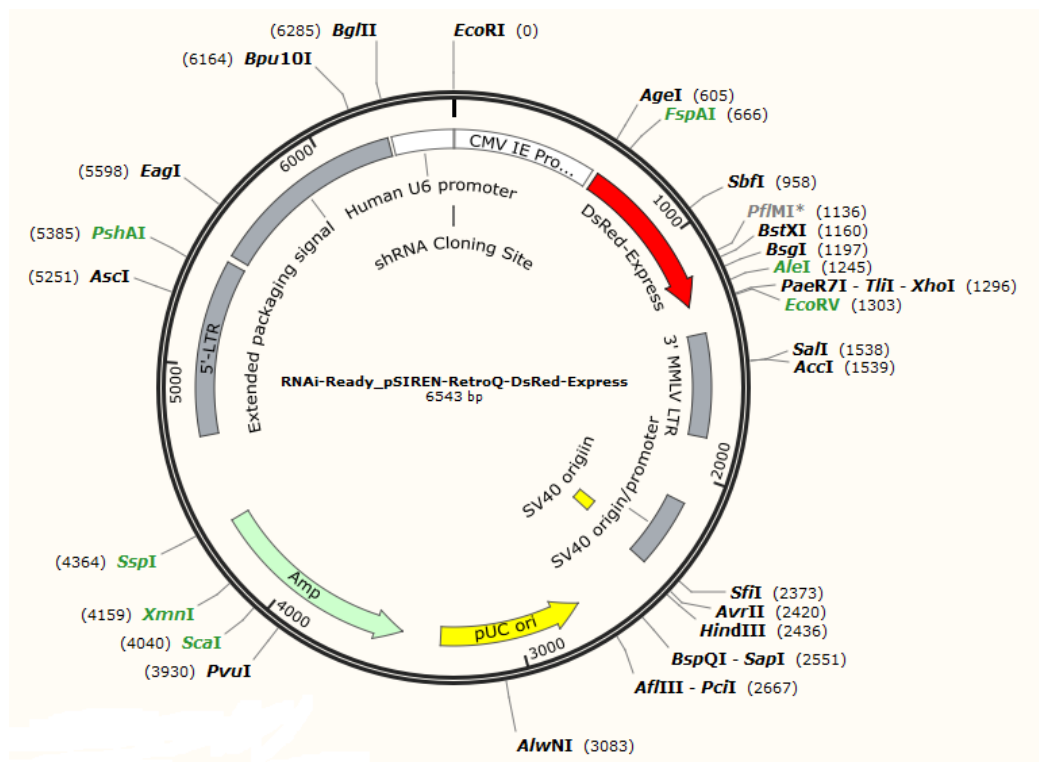 (6285) BglII
EcoRI (0)
(6164) Bpu10I
AgeI (605)
FspAI (666)
(5598) EagI
SbfI (958)
(5385) PshAI
PflMI* (1136)
BstXI (1160)
BsgI (1197)
(5251) AscI
AleI (1245)
PaeR7I - TliI - XhoI (1296)
EcoRV (1303)
SalI (1538)
AccI (1539)
6000
1000
5000
2000
4000
3000
CMV IE Pro...
Human U6 promoter
DsRed-Express
shRNA Cloning Site
Extended packaging signal
5'-LTR
3' MMLV LTR
RNAi-Ready_pSIREN-RetroQ-DsRed-Express
6543 bp
SV40 origiin
SV40 origin/promoter
Amp
pUC ori
(4364) SspI
(4159) XmnI
(4040) ScaI
(3930) PvuI
SfiI (2373)
AvrII (2420)
HindIII (2436)
BspQI - SapI (2551)
AflIII - PciI (2667)
AlwNI (3083)